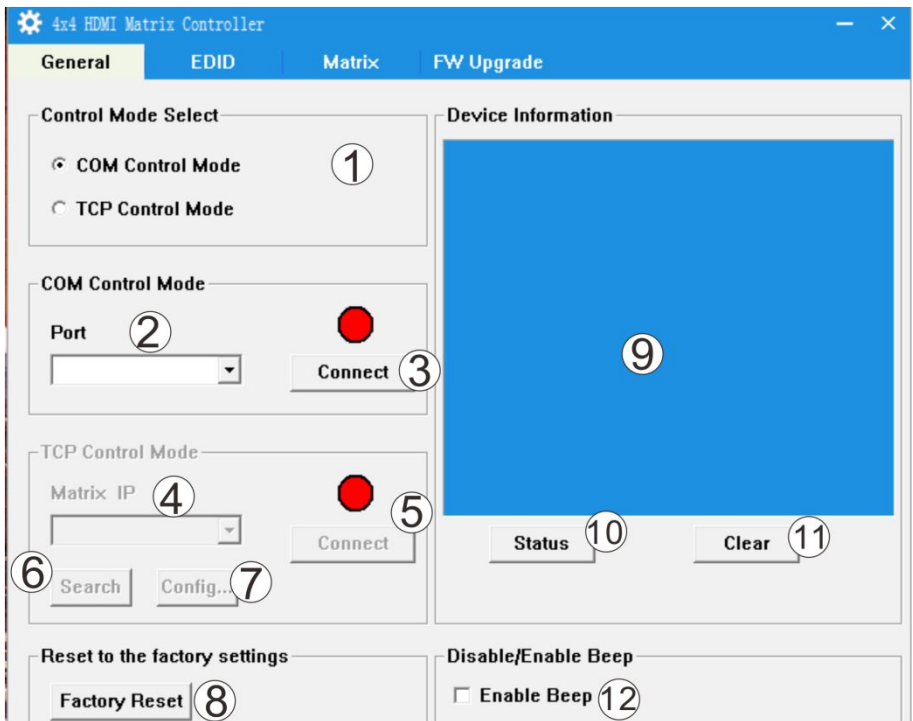 4x4 HDMI Matrix Controller
General EDID Matrix FW Upgrade
Control Mode Select
COM Control Mode ①
TCP Control Mode
COM Control Mode
Port ②
Connect ③
TCP Control Mode
Matrix IP ④
Connect ⑤
⑥ Search Config... ⑦
Reset to the factory settings
Factory Reset ⑧
Device Information
⑨
Status ⑩ Clear ⑪
Disable/Enable Beep
Enable Beep ⑫